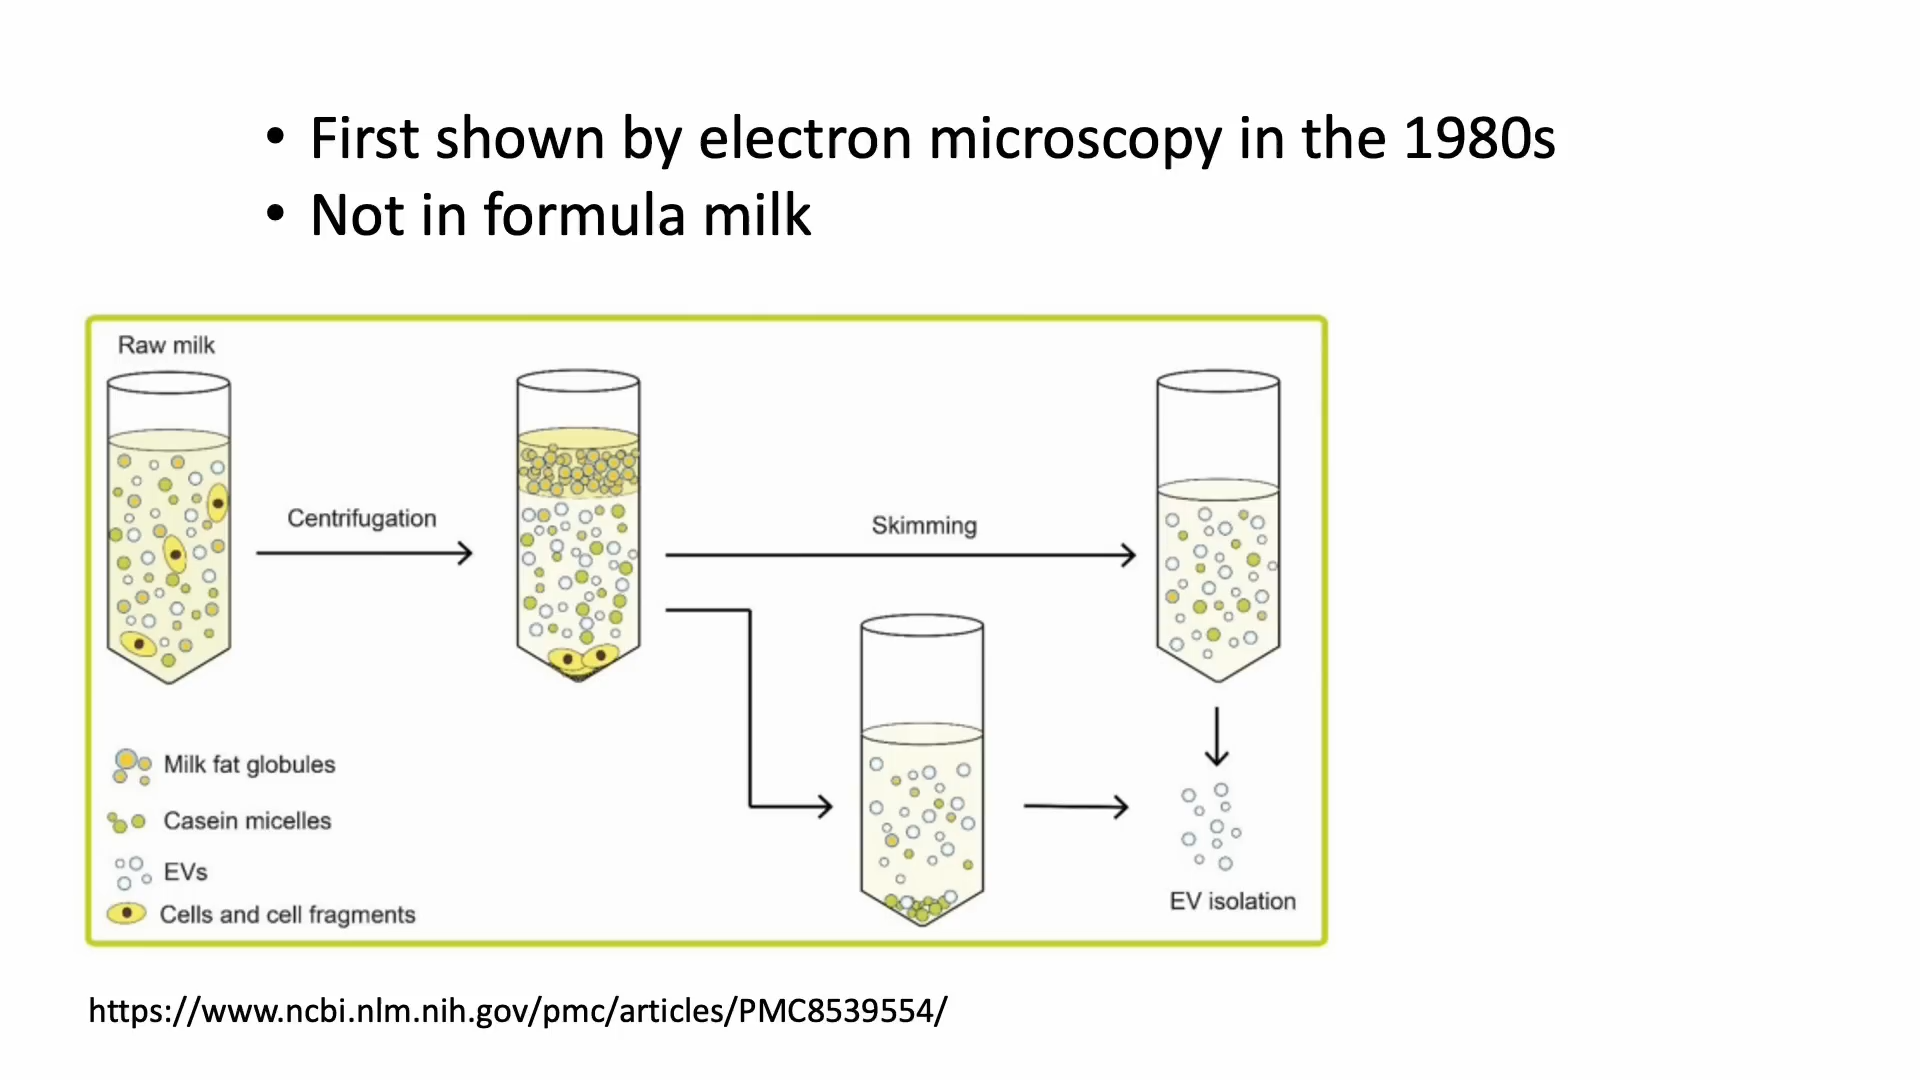 • First shown by electron microscopy in the 1980s
• Not in formula milk
Raw milk
Centrifugation
Skimming
Milk fat globules
Casein micelles
EVs
Cells and cell fragments
EV isolation
https://www.ncbi.nlm.nih.gov/pmc/articles/PMC8539554/